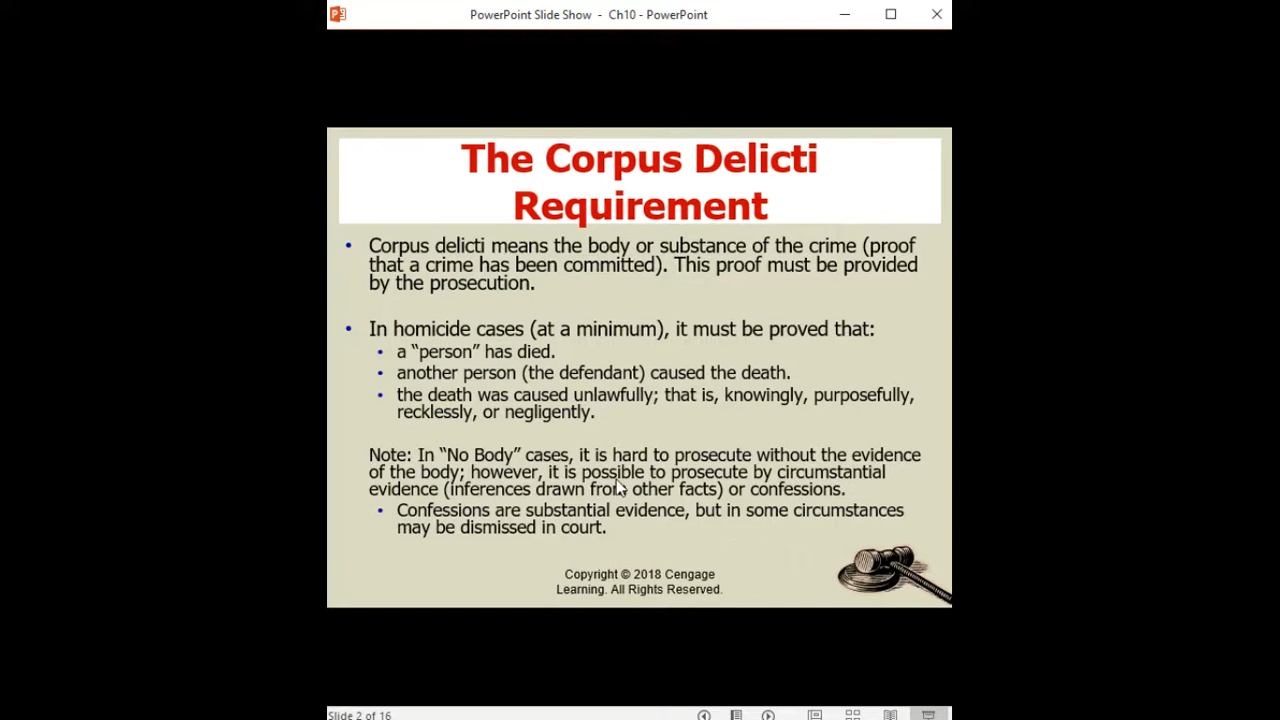 PowerPoint Slide Show - Ch10 - PowerPoint
The Corpus Delicti
Requirement
• Corpus delicti means the body or substance of the crime (proof
that a crime has been committed). This proof must be provided
by the prosecution.
• In homicide cases (at a minimum), it must be proved that:
• a “person” has died.
• another person (the defendant) caused the death.
• the death was caused unlawfully; that is, knowingly, purposefully,
recklessly, or negligently.
Note: In “No Body” cases, it is hard to prosecute without the evidence
of the body; however, it is possible to prosecute by circumstantial
evidence (inferences drawn from other facts) or confessions.
• Confessions are substantial evidence, but in some circumstances
may be dismissed in court.
Copyright © 2018 Cengage
Learning. All Rights Reserved.
Slide 2 of 16